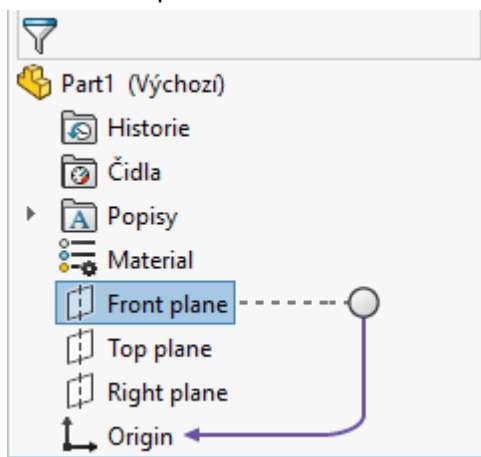 Part1 (Výchozí)
Historie
Čidla
A Popisy
Material
Front plane
Top plane
Right plane
Origin